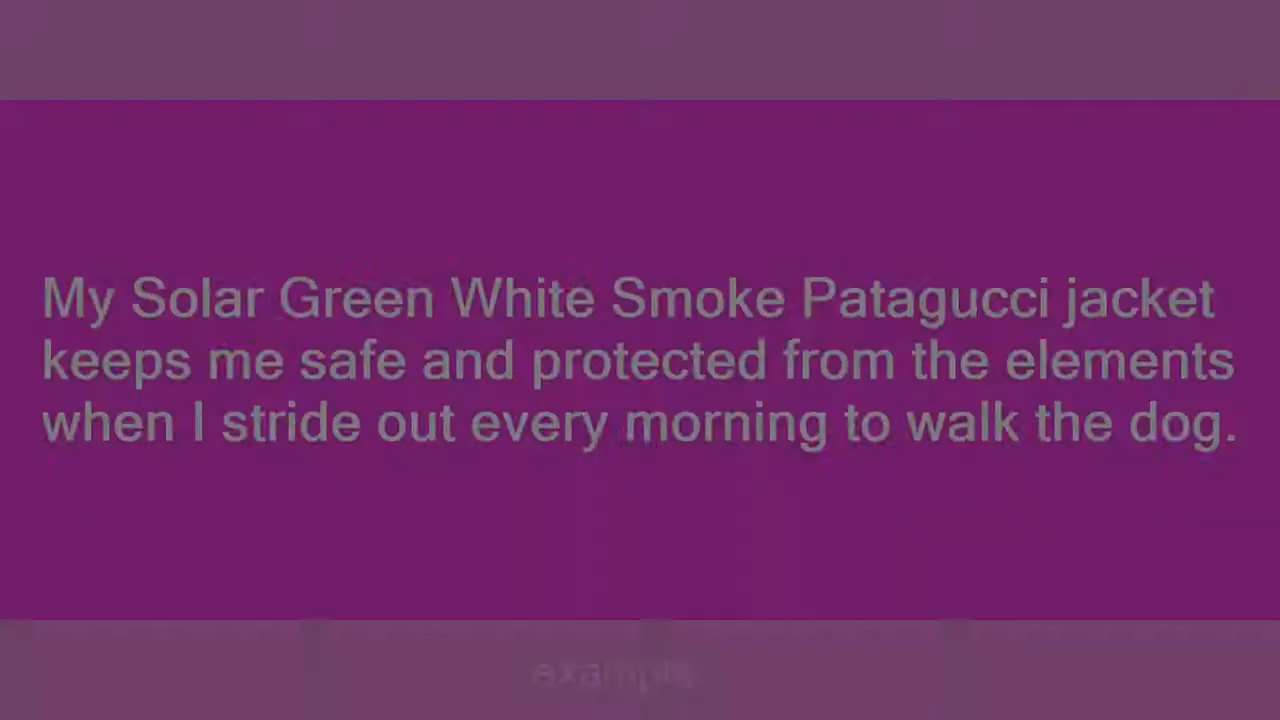 My Solar Green White Smoke Patagucci jacket
keeps me safe and protected from the elements
when I stride out every morning to walk the dog.
example